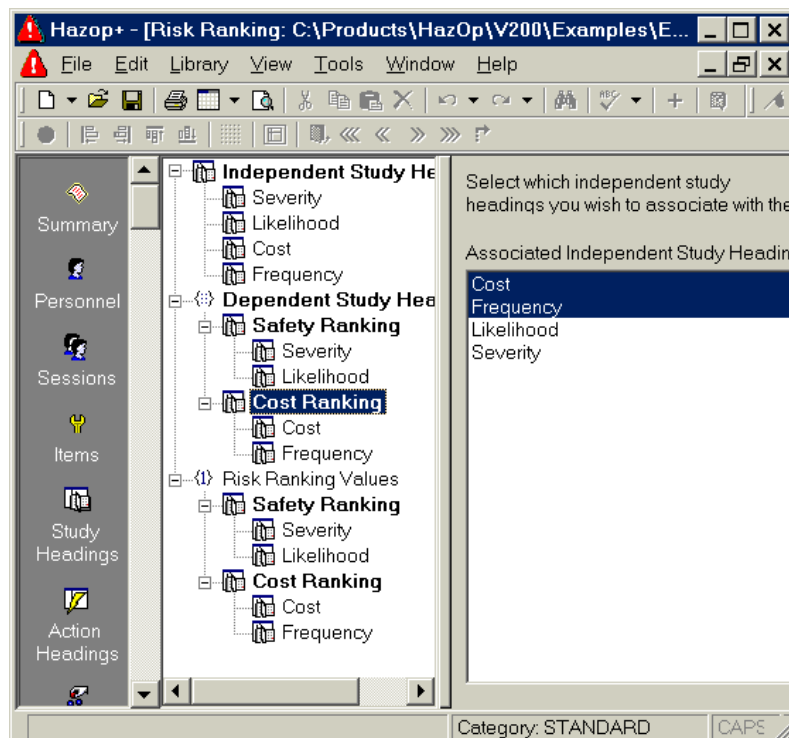 Hazop+ - [Risk Ranking: C:\Products\HazOp\V200\Examples\E...
File Edit Library View Tools Window Help
Summary
Personnel
Sessions
Items
Study
Headings
Action
Headings
Independent Study He
Severity
Likelihood
Cost
Frequency
Dependent Study Hea
Safety Ranking
Severity
Likelihood
Cost Ranking
Cost
Frequency
{1} Risk Ranking Values
Safety Ranking
Severity
Likelihood
Cost Ranking
Cost
Frequency
Select which independent study
headings you wish to associate with the
Associated Independent Study Headin
Cost
Frequency
Likelihood
Severity
Category: STANDARD CAPS